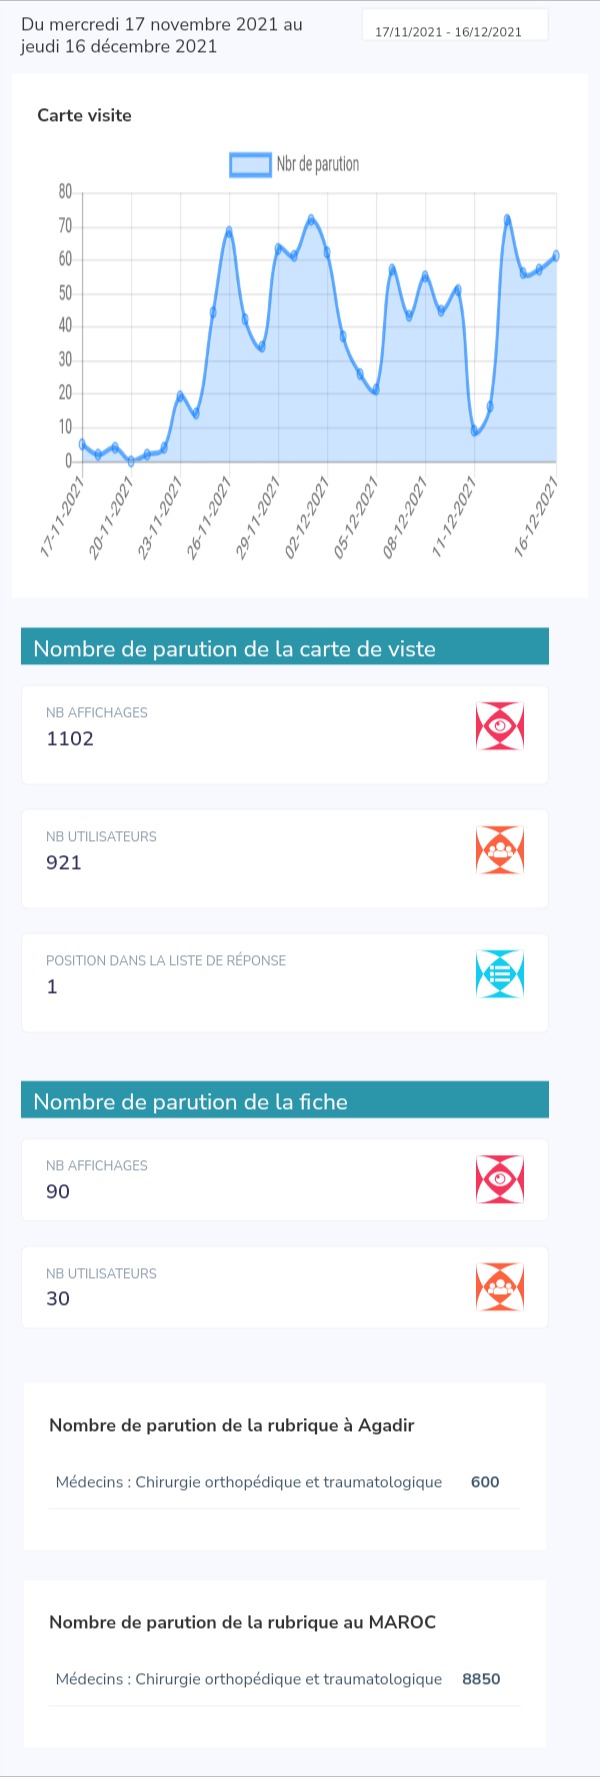 Du mercredi 17 novembre 2021 au
jeudi 16 décembre 2021
17/11/2021 - 16/12/2021
Carte visite
Nbr de parution
80
70
60
50
40
30
20
10
0
17-11-2021
20-11-2021
23-11-2021
26-11-2021
29-11-2021
02-12-2021
05-12-2021
08-12-2021
11-12-2021
16-12-2021
Nombre de parution de la carte de viste
NB AFFICHAGES
1102
NB UTILISATEURS
921
POSITION DANS LA LISTE DE RÉPONSE
1
Nombre de parution de la fiche
NB AFFICHAGES
90
NB UTILISATEURS
30
Nombre de parution de la rubrique à Agadir
Médecins : Chirurgie orthopédique et traumatologique 600
Nombre de parution de la rubrique au MAROC
Médecins : Chirurgie orthopédique et traumatologique 8850